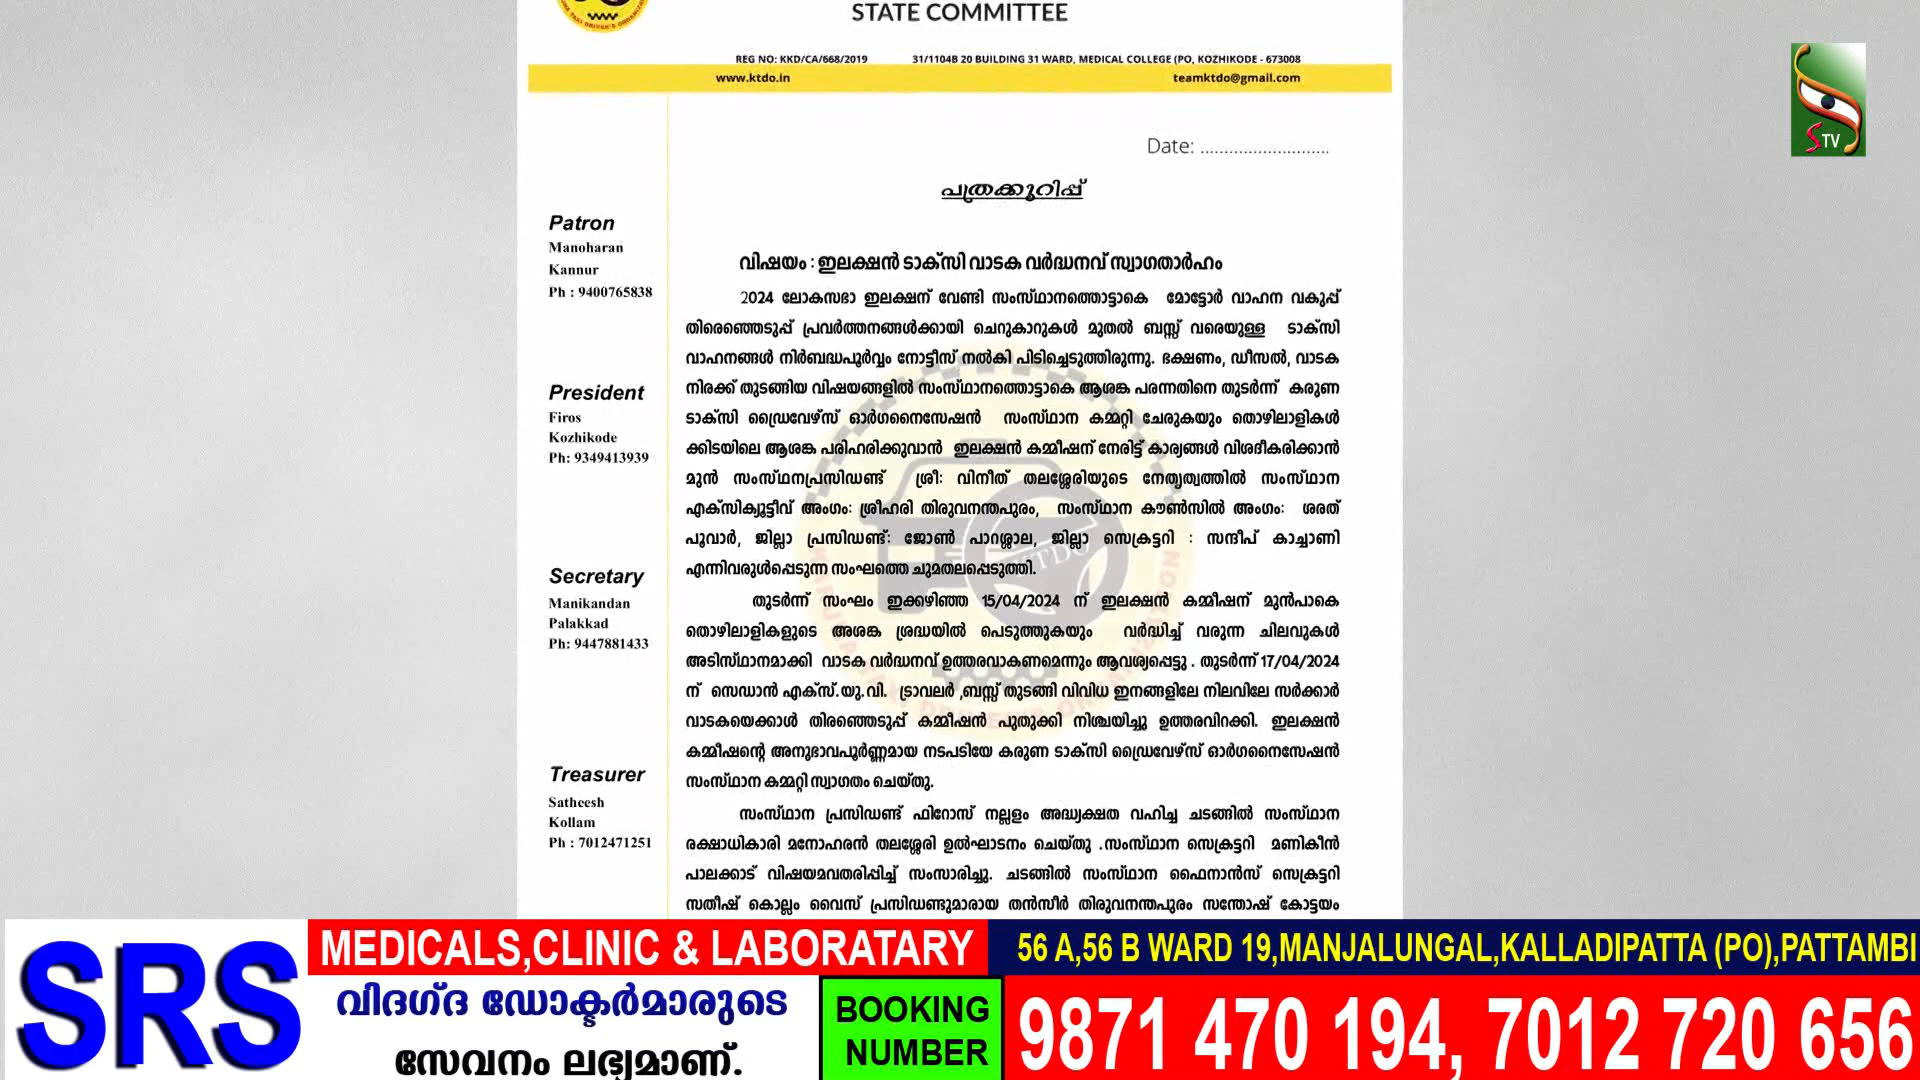 STATE COMMITTEE
REG NO: KKD/CA/668/2019 31/1104B 20 BUILDING 31 WARD, MEDICAL COLLEGE (PO, KOZHIKODE - 673008
www.ktdo.in teamktdo@gmail.com
S TV
Date: ...........................
പത്രക്കുറിപ്പ്
Patron
Manoharan
Kannur
Ph : 9400765838
President
Firos
Kozhikode
Ph: 9349413939
Secretary
Manikandan
Palakkad
Ph: 9447881433
Treasurer
Satheesh
Kollam
Ph : 7012471251
വിഷയം : ഇലക്ഷൻ ടാക്സി വാടക വർദ്ധനവ് സ്വാഗതാർഹം
2024 ലോകസഭാ ഇലക്ഷന് വേണ്ടി സംസ്ഥാനത്തൊട്ടാകെ മോട്ടോർ വാഹന വകുപ്പ്
തിരെഞ്ഞെടുപ്പ് പ്രവർത്തനങ്ങൾക്കായി ചെറുകാറുകൾ മുതൽ ബസ്സ് വരെയുള്ള ടാക്സി
വാഹനങ്ങൾ നിർബദ്ധപൂർവ്വം നോട്ടീസ് നൽകി പിടിച്ചെടുത്തിരുന്നു. ഭക്ഷണം, ഡീസൽ, വാടക
നിരക്ക് തുടങ്ങിയ വിഷയങ്ങളിൽ സംസ്ഥാനത്തൊട്ടാകെ ആശങ്ക പരന്നതിനെ തുടർന്ന് കരുണ
ടാക്സി ഡ്രൈവേഴ്സ് ഓർഗനൈസേഷൻ സംസ്ഥാന കമ്മറ്റി ചേരുകയും തൊഴിലാളികൾ
ക്കിടയിലെ ആശങ്ക പരിഹരിക്കുവാൻ ഇലക്ഷൻ കമ്മീഷന് നേരിട്ട് കാര്യങ്ങൾ വിശദീകരിക്കാൻ
മുൻ സംസ്ഥനപ്രസിഡണ്ട് ശ്രീ: വിനീത് തലശ്ശേരിയുടെ നേതൃത്വത്തിൽ സംസ്ഥാന
എക്സിക്യൂട്ടീവ് അംഗം: ശ്രീഹരി തിരുവനന്തപുരം, സംസ്ഥാന കൗൺസിൽ അംഗം: ശരത്
പൂവാർ, ജില്ലാ പ്രസിഡണ്ട്: ജോൺ പാറശ്ശാല, ജില്ലാ സെക്രട്ടറി : സന്ദീപ് കാച്ചാണി
എന്നിവരുൾപ്പെടുന്ന സംഘത്തെ ചുമതലപ്പെടുത്തി.
തുടർന്ന് സംഘം ഇക്കഴിഞ്ഞ 15/04/2024 ന് ഇലക്ഷൻ കമ്മീഷന് മുൻപാകെ
തൊഴിലാളികളുടെ അശങ്ക ശ്രദ്ധയിൽ പെടുത്തുകയും വർദ്ധിച്ച് വരുന്ന ചിലവുകൾ
അടിസ്ഥാനമാക്കി വാടക വർദ്ധനവ് ഉത്തരവാകണമെന്നും ആവശ്യപ്പെട്ടു . തുടർന്ന് 17/04/2024
ന് സെഡാൻ എക്സ്.യു.വി. ട്രാവലർ ,ബസ്സ് തുടങ്ങി വിവിധ ഇനങ്ങളിലേ നിലവിലേ സർക്കാർ
വാടകയെക്കാൾ തിരഞ്ഞെടുപ്പ് കമ്മീഷൻ പുതുക്കി നിശ്ചയിച്ചു ഉത്തരവിറക്കി. ഇലക്ഷൻ
കമ്മീഷന്റെ അനുഭാവപൂർണ്ണമായ നടപടിയേ കരുണ ടാക്സി ഡ്രൈവേഴ്സ് ഓർഗനൈസേഷൻ
സംസ്ഥാന കമ്മറ്റി സ്വാഗതം ചെയ്തു.
സംസ്ഥാന പ്രസിഡണ്ട് ഫിറോസ് നല്ലളം അദ്ധ്യക്ഷത വഹിച്ച ചടങ്ങിൽ സംസ്ഥാന
രക്ഷാധികാരി മനോഹരൻ തലശ്ശേരി ഉൽഘാടനം ചെയ്തു .സംസ്ഥാന സെക്രട്ടറി മണികീൻ
പാലക്കാട് വിഷയമവതരിപ്പിച്ച് സംസാരിച്ചു. ചടങ്ങിൽ സംസ്ഥാന ഫൈനാൻസ് സെക്രട്ടറി
സതീഷ് കൊല്ലം വൈസ് പ്രസിഡണ്ടുമാരായ തൻസീർ തിരുവനന്തപുരം സന്തോഷ് കോട്ടയം
SRS
MEDICALS,CLINIC & LABORATARY
56 A,56 B WARD 19,MANJALUNGAL,KALLADIPATTA (PO),PATTAMBI
വിദഗ്ദ ഡോക്ടർമാരുടെ
സേവനം ലഭ്യമാണ്.
BOOKING
NUMBER
9871 470 194, 7012 720 656